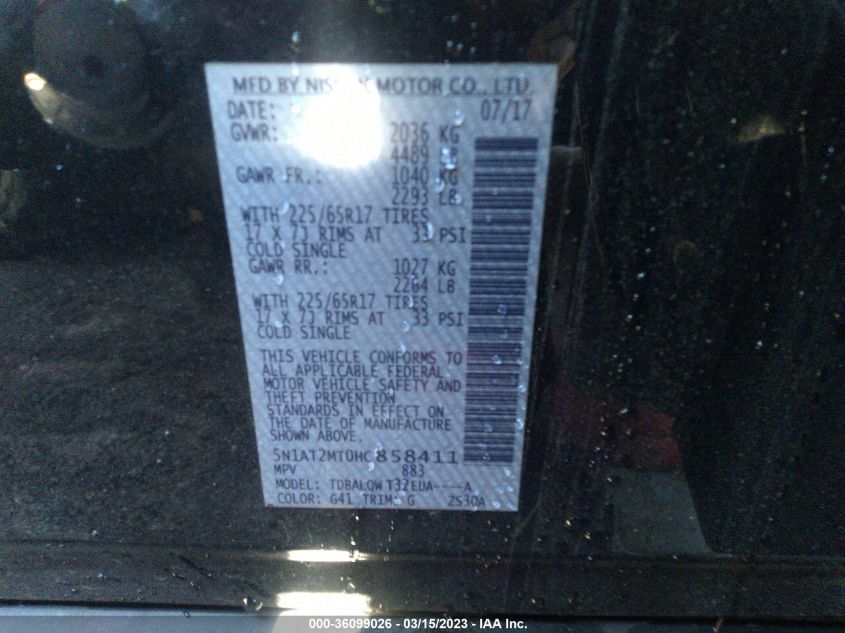 MFD BY NISSAN MOTOR CO., LTD.
DATE: 07/17
GVWR: 2036 KG
4489 LB
GAWR FR.: 1040 KG
2293 LB
WITH 225/65R17 TIRES
17 X 7J RIMS AT 33 PSI
COLD SINGLE
GAWR RR.: 1027 KG
2264 LB
WITH 225/65R17 TIRES
17 X 7J RIMS AT 33 PSI
COLD SINGLE
THIS VEHICLE CONFORMS TO
ALL APPLICABLE FEDERAL
MOTOR VEHICLE SAFETY AND
THEFT PREVENTION
STANDARDS IN EFFECT ON
THE DATE OF MANUFACTURE
SHOWN ABOVE.
5N1AT2MT0HC858411
MPV 883
MODEL: TDBALQW T32EUA----A
COLOR: G41 TRIM: G ZS30A
000-36099026 - 03/15/2023 - IAA Inc.